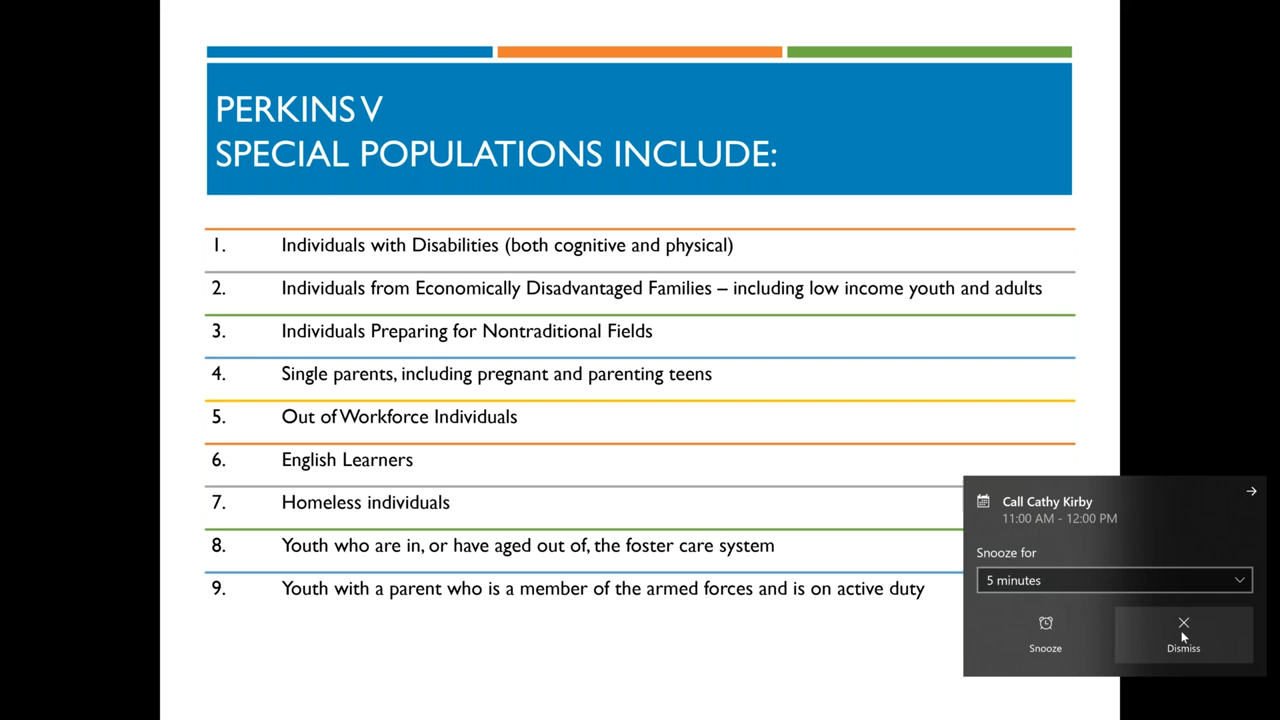 PERKINS V
SPECIAL POPULATIONS INCLUDE:
1. Individuals with Disabilities (both cognitive and physical)
2. Individuals from Economically Disadvantaged Families – including low income youth and adults
3. Individuals Preparing for Nontraditional Fields
4. Single parents, including pregnant and parenting teens
5. Out of Workforce Individuals
6. English Learners
7. Homeless individuals
8. Youth who are in, or have aged out of, the foster care system
9. Youth with a parent who is a member of the armed forces and is on active duty
Call Cathy Kirby
11:00 AM - 12:00 PM
Snooze for
5 minutes
Snooze
Dismiss